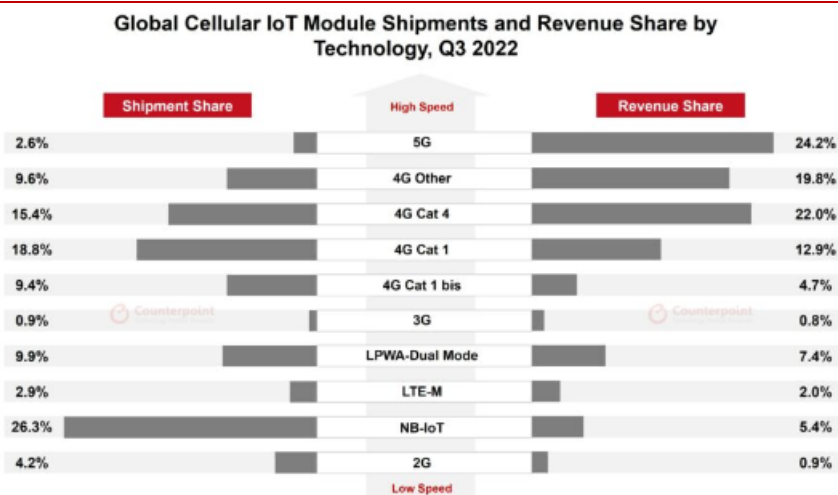 Global Cellular IoT Module Shipments and Revenue Share by
Technology, Q3 2022
Shipment Share High Speed Revenue Share
2.6% 5G 24.2%
9.6% 4G Other 19.8%
15.4% 4G Cat 4 22.0%
18.8% 4G Cat 1 12.9%
9.4% 4G Cat 1 bis 4.7%
Counterpoint Counterpoint
0.9% 3G 0.8%
9.9% LPWA-Dual Mode 7.4%
2.9% LTE-M 2.0%
26.3% NB-IoT 5.4%
4.2% 2G 0.9%
Low Speed